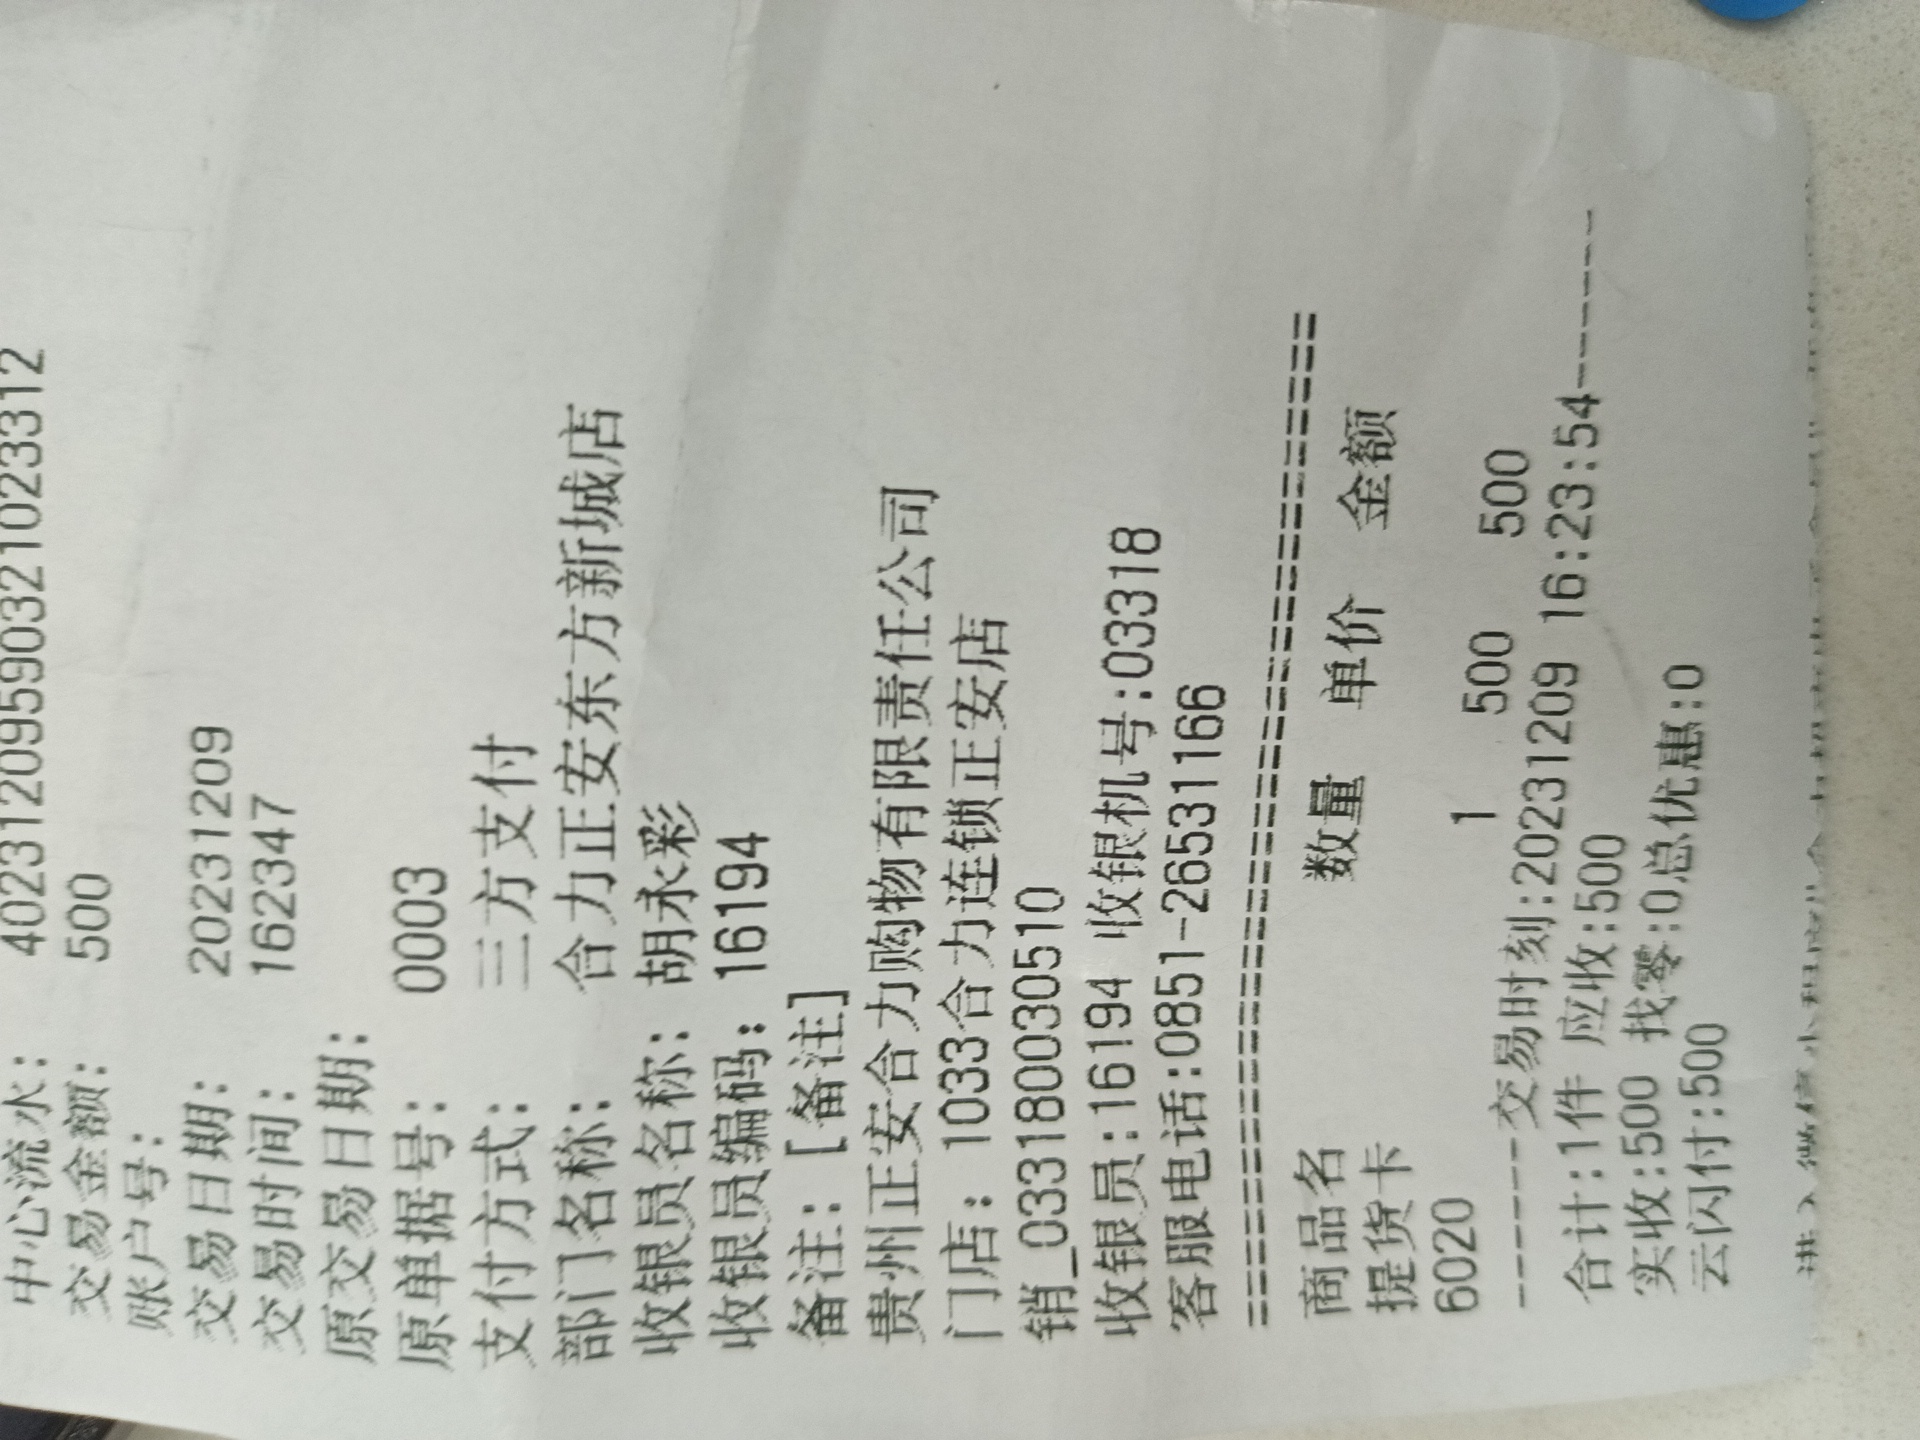 中心流水: 4023120959032102331​2
交易金额: 500
账户号:
交易日期: 20231209
交易时间: 162347
原交易日期:
原单据号: 0003
支付方式: 三方支付
部门名称: 合力正安东方新城店
收银员名称: 胡永彩
收银员编码: 16194
备注: [备注]
贵州正安合力购物有限责任公司
门店: 1033合力连锁正安店
销_033180030510
收银员:16194 收银机号:03318
客服电话:0851-26531166
==========================================
商品名 数量 单价 金额
提货卡
6020 1 500 500
------交易时刻:20231209 16:23:54------
合计:1件 应收:500
实收:500 找零:0总优惠:0
云闪付:500